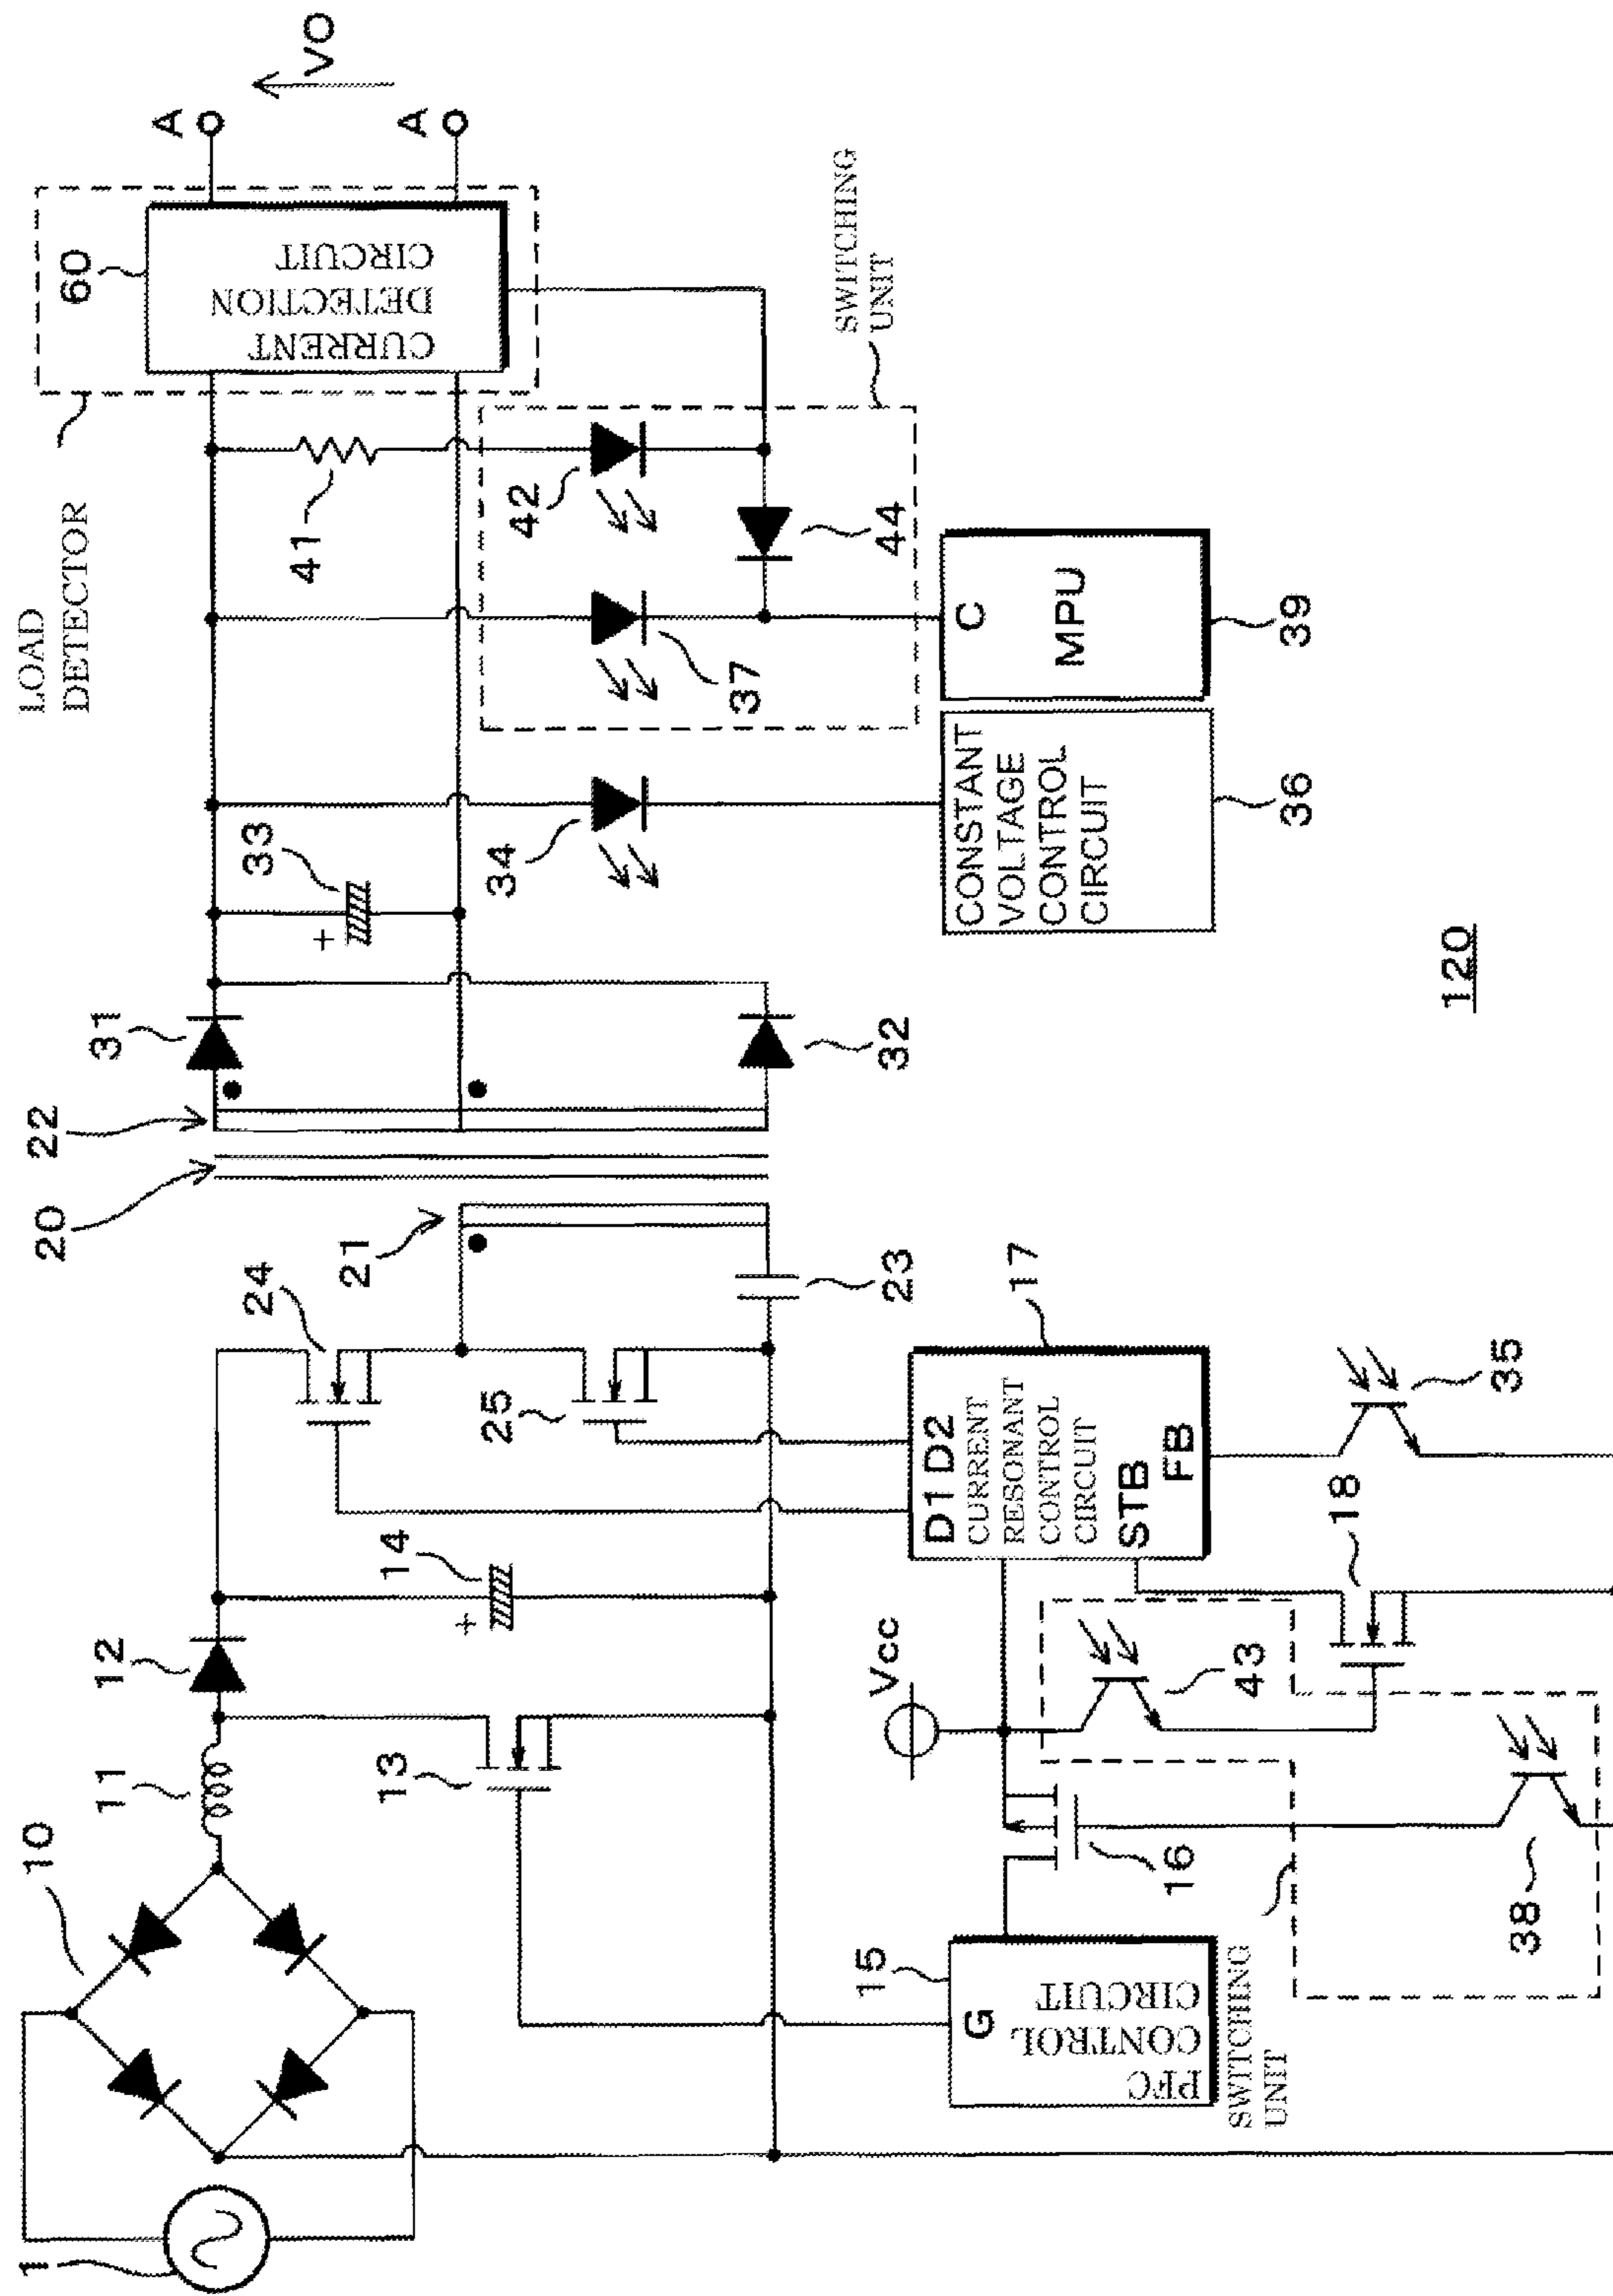 1
10
11
12
13
14
+
15
G
PFC
CONTROL
CIRCUIT
SWITCHING
UNIT
16
38
Vcc
43
18
35
17
D1 D2
CURRENT
RESONANT
CONTROL
CIRCUIT
STB
FB
24
25
23
21
20
22
31
32
33
+
34
CONSTANT
VOLTAGE
CONTROL
CIRCUIT
36
LOAD
DETECTOR
41
42
37
44
C
MPU
39
SWITCHING
UNIT
60
CURRENT
DETECTION
CIRCUIT
A
A
VO
120